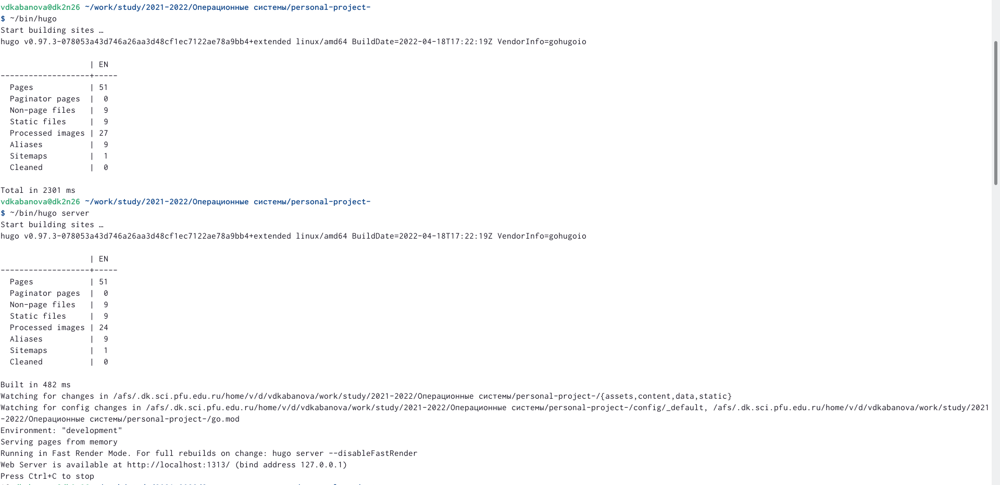 vdkabanova@dk2n26 ~/work/study/2021-2022/Операционные системы/personal-project-
$ ~/bin/hugo
Start building sites …
hugo v0.97.3-078053a43d746a26aa3d48cf1ec7122ae78a9bb4+extended linux/amd64 BuildDate=2022-04-18T17:22:19Z VendorInfo=gohugoio
                   | EN
-------------------+-----
  Pages            | 51
  Paginator pages  |  0
  Non-page files   |  9
  Static files     |  9
  Processed images | 27
  Aliases          |  9
  Sitemaps         |  1
  Cleaned          |  0
Total in 2301 ms
vdkabanova@dk2n26 ~/work/study/2021-2022/Операционные системы/personal-project-
$ ~/bin/hugo server
Start building sites …
hugo v0.97.3-078053a43d746a26aa3d48cf1ec7122ae78a9bb4+extended linux/amd64 BuildDate=2022-04-18T17:22:19Z VendorInfo=gohugoio
                   | EN
-------------------+-----
  Pages            | 51
  Paginator pages  |  0
  Non-page files   |  9
  Static files     |  9
  Processed images | 24
  Aliases          |  9
  Sitemaps         |  1
  Cleaned          |  0
Built in 482 ms
Watching for changes in /afs/.dk.sci.pfu.edu.ru/home/v/d/vdkabanova/work/study/2021-2022/Операционные системы/personal-project-/{assets,content,data,static}
Watching for config changes in /afs/.dk.sci.pfu.edu.ru/home/v/d/vdkabanova/work/study/2021-2022/Операционные системы/personal-project-/config/_default, /afs/.dk.sci.pfu.edu.ru/home/v/d/vdkabanova/work/study/2021
-2022/Операционные системы/personal-project-/go.mod
Environment: "development"
Serving pages from memory
Running in Fast Render Mode. For full rebuilds on change: hugo server --disableFastRender
Web Server is available at http://localhost:1313/ (bind address 127.0.0.1)
Press Ctrl+C to stop